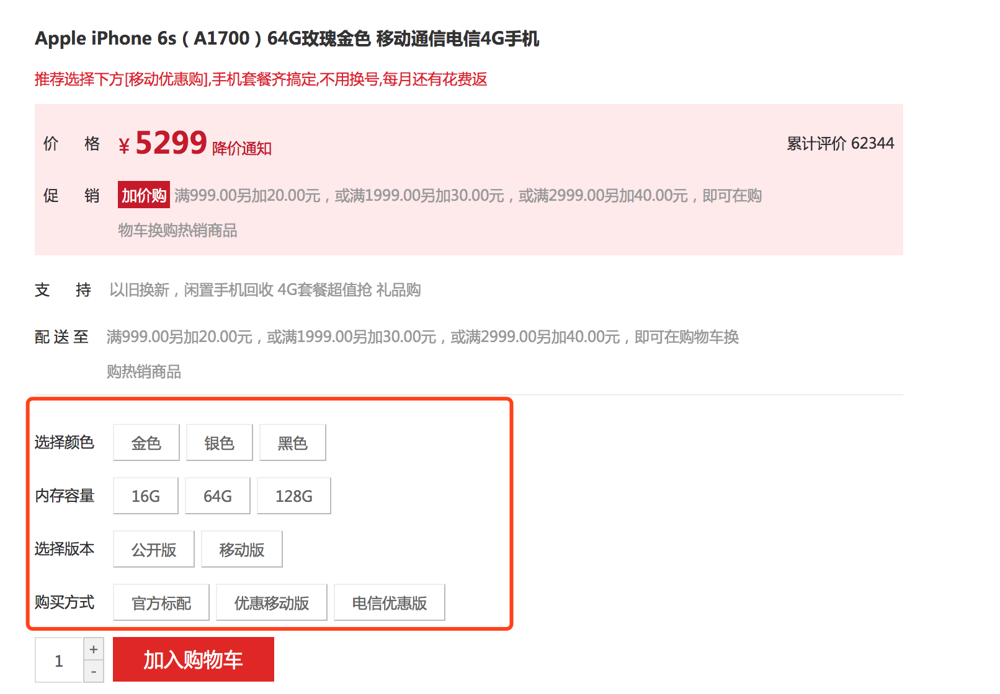 Apple iPhone 6s（A1700）64G玫瑰金色 移动通信电信4G手机
推荐选择下方[移动优惠购],手机套餐齐搞定,不用换号,每月还有花费返
价 格 ¥ 5299 降价通知 累计评价 62344
促 销 加价购 满999.00另加20.00元，或满1999.00另加30.00元，或满2999.00另加40.00元，即可在购
物车换购热销商品
支 持 以旧换新，闲置手机回收 4G套餐超值抢 礼品购
配 送 至 满999.00另加20.00元，或满1999.00另加30.00元，或满2999.00另加40.00元，即可在购物车换
购热销商品
选择颜色 金色 银色 黑色
内存容量 16G 64G 128G
选择版本 公开版 移动版
购买方式 官方标配 优惠移动版 电信优惠版
1 + - 加入购物车